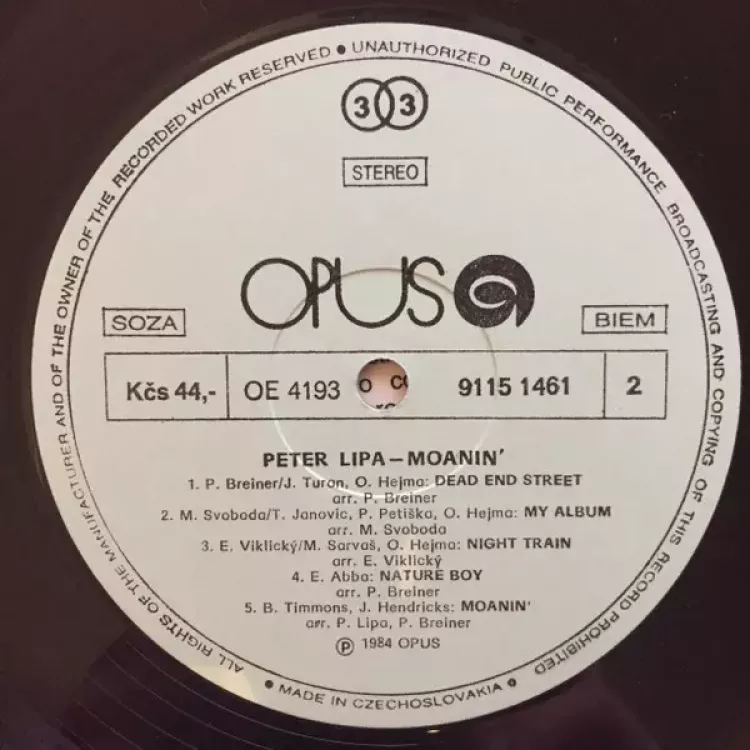 ALL RIGHTS OF THE MANUFACTURER AND OF THE OWNER OF THE RECORDED WORK RESERVED ● UNAUTHORIZED PUBLIC PERFORMANCE BROADCASTING AND COPYING OF THIS RECORD PROHIBITED
33
STEREO
OPUS
SOZA
BIEM
Kčs 44,-
OE 4193
9115 1461
2
PETER LIPA – MOANIN'
1. P. Breiner/J. Turan, O. Hejma: DEAD END STREET
arr. P. Breiner
2. M. Svoboda/T. Janovic, P. Petiška, O. Hejma: MY ALBUM
arr. M. Svoboda
3. E. Viklický/M. Sarvaš, O. Hejma: NIGHT TRAIN
arr. E. Viklický
4. E. Abba: NATURE BOY
arr. P. Breiner
5. B. Timmons, J. Hendricks: MOANIN'
arr. P. Lipa, P. Breiner
Ⓟ 1984 OPUS
● MADE IN CZECHOSLOVAKIA ●